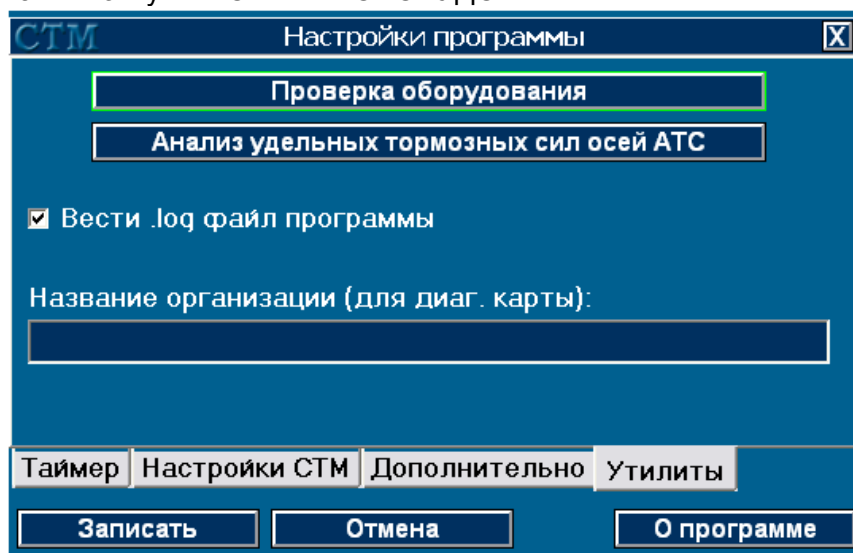 СТМ Настройки программы X
Проверка оборудования
Анализ удельных тормозных сил осей АТС
Вести .log файл программы
Название организации (для диаг. карты):
Таймер Настройки СТМ Дополнительно Утилиты
Записать Отмена О программе